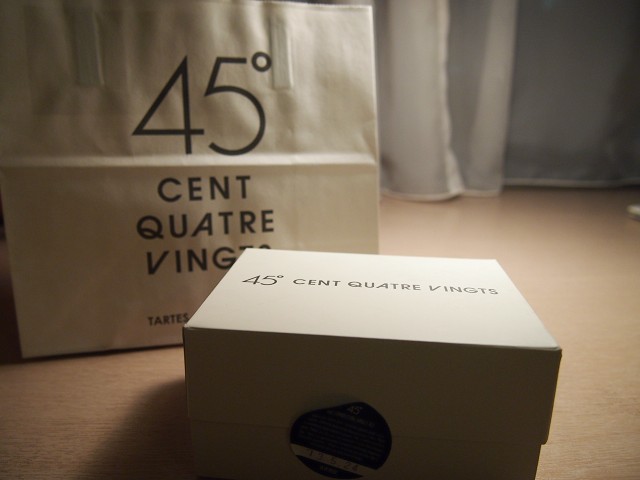 45°
CENT
QUATRE
VINGTS
TARTES
45° CENT QUATRE VINGTS
45°